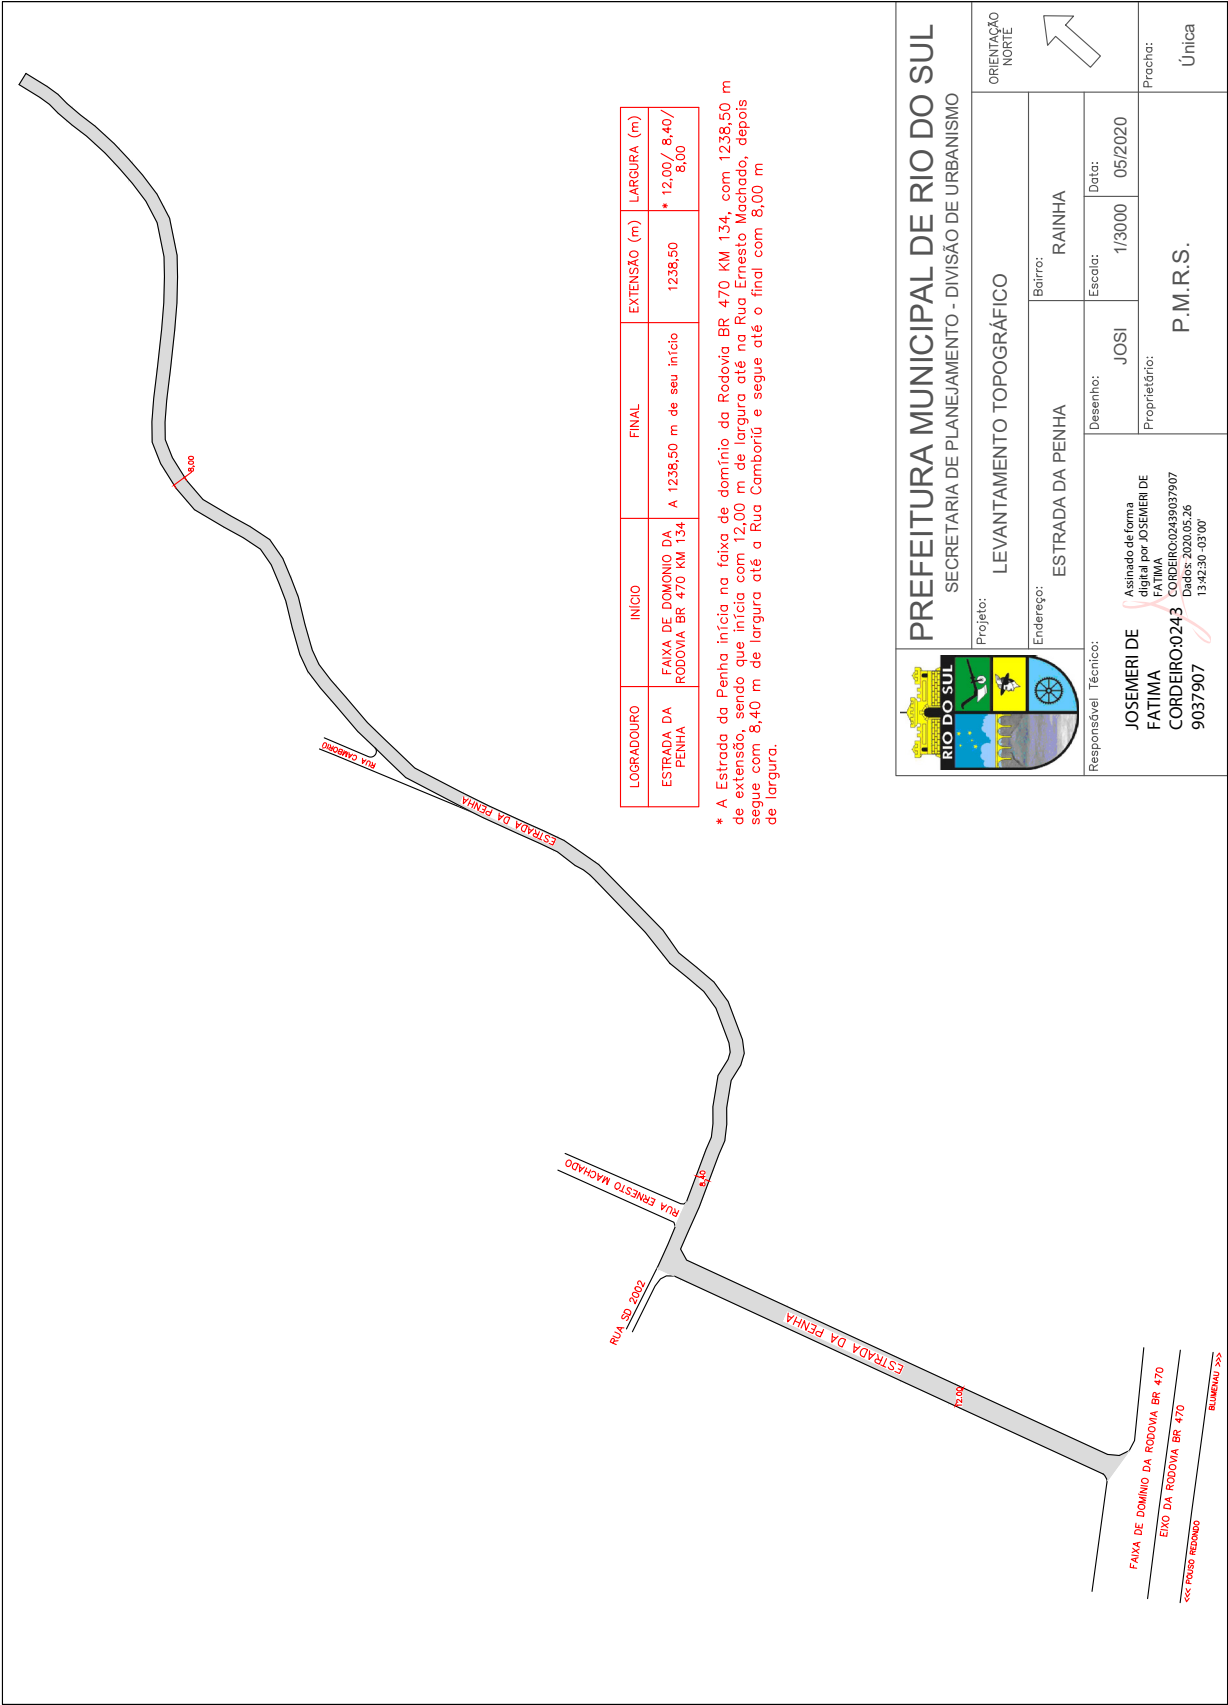 LOGRADOURO
INÍCIO
FINAL
EXTENSÃO (m)
LARGURA (m)
ESTRADA DA
PENHA
FAIXA DE DOMONIO DA
RODOVIA BR 470 KM 134
A 1238,50 m de seu início
1238,50
* 12,00/ 8,40/
8,00
* A Estrada da Penha inícia na faixa de domínio da Rodovia BR 470 KM 134, com 1238,50 m
de extensão, sendo que inícia com 12,00 m de largura até na Rua Ernesto Machado, depois
segue com 8,40 m de largura até a Rua Camboriú e segue até o final com 8,00 m
de largura.
8,00
RUA CAMBORIO
ESTRADA DA PENHA
8,40
RUA ERNESTO MACHADO
RUA SD 2002
ESTRADA DA PENHA
12.00
FAIXA DE DOMÍNIO DA RODOVIA BR 470
EIXO DA RODOVIA BR 470
<<< POUSO REDONDO
BLUMENAU >>>
RIO DO SUL
PREFEITURA MUNICIPAL DE RIO DO SUL
SECRETARIA DE PLANEJAMENTO - DIVISÃO DE URBANISMO
Projeto:
LEVANTAMENTO TOPOGRÁFICO
ORIENTAÇÃO
NORTE
Endereço:
ESTRADA DA PENHA
Bairro:
RAINHA
Responsável Técnico:
JOSEMERI DE
FATIMA
CORDEIRO:0243
9037907
Assinado de forma
digital por JOSEMERI DE
FATIMA
CORDEIRO:02439037907
Dados: 2020.05.26
13:42:30 -03'00'
Desenho:
JOSI
Escala:
1/3000
Data:
05/2020
Proprietário:
P.M.R.S.
Prancha:
Única